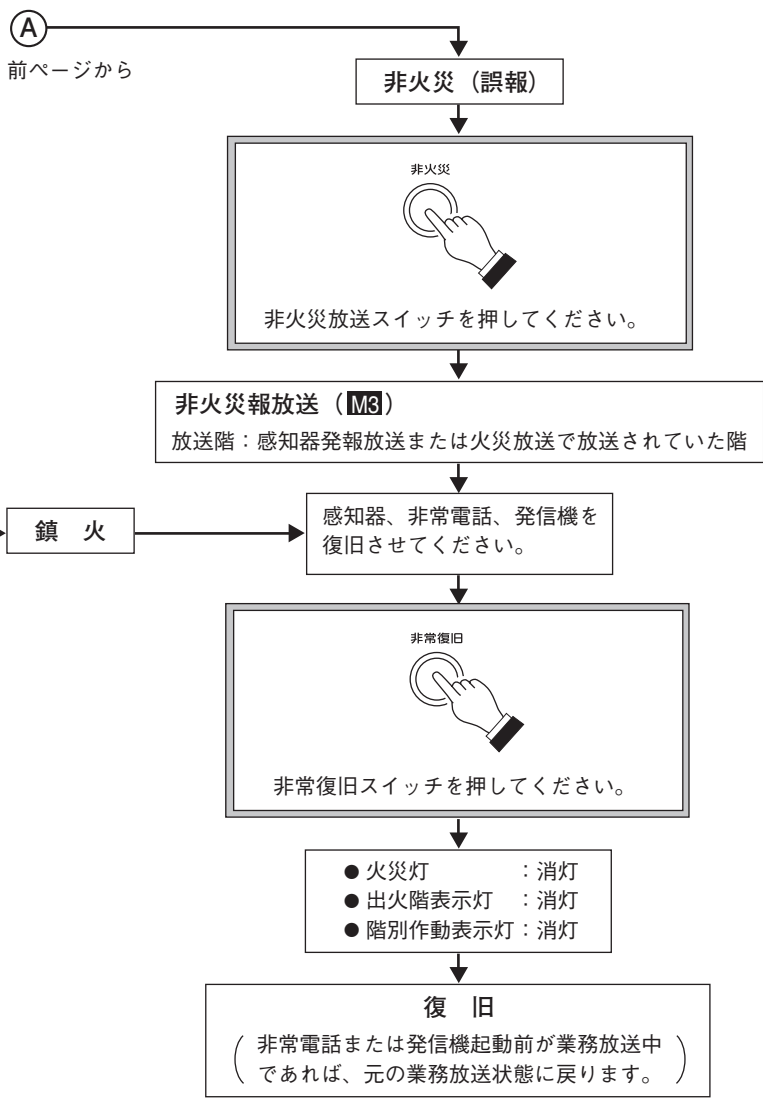 A
前ページから
非火災（誤報）
非火災
非火災放送スイッチを押してください。
非火災報放送（M3）
放送階：感知器発報放送または火災放送で放送されていた階
鎮　火
感知器、非常電話、発信機を
復旧させてください。
非常復旧
非常復旧スイッチを押してください。
●火災灯　　　　：消灯
●出火階表示灯　：消灯
●階別作動表示灯：消灯
復　旧
（非常電話または発信機起動前が業務放送中
であれば、元の業務放送状態に戻ります。）